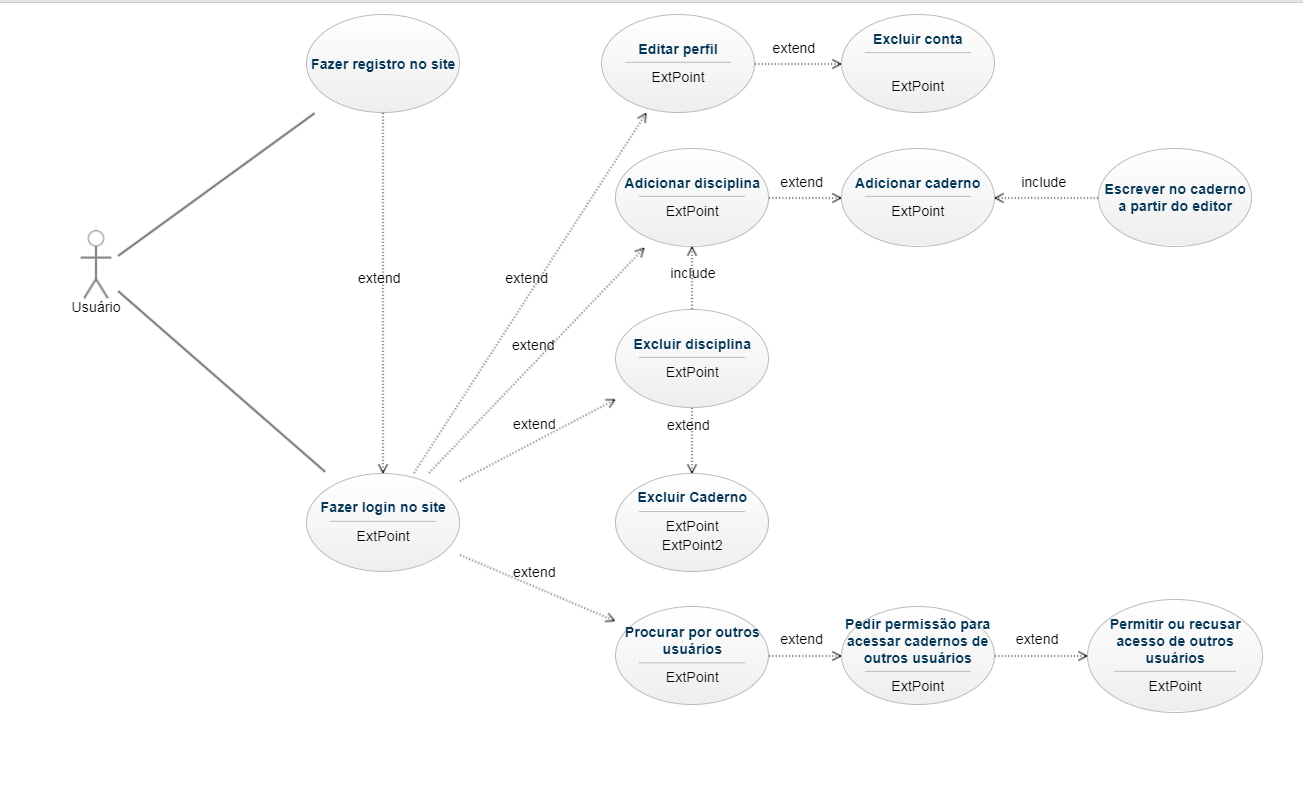 Fazer registro no site
Editar perfil
ExtPoint
extend
Excluir conta
ExtPoint
Adicionar disciplina
ExtPoint
extend
Adicionar caderno
ExtPoint
include
Escrever no caderno
a partir do editor
Usuário
extend
extend
include
extend
Excluir disciplina
ExtPoint
extend
extend
Fazer login no site
ExtPoint
Excluir Caderno
ExtPoint
ExtPoint2
extend
Procurar por outros
usuários
ExtPoint
extend
Pedir permissão para
acessar cadernos de
outros usuários
ExtPoint
extend
Permitir ou recusar
acesso de outros
usuários
ExtPoint